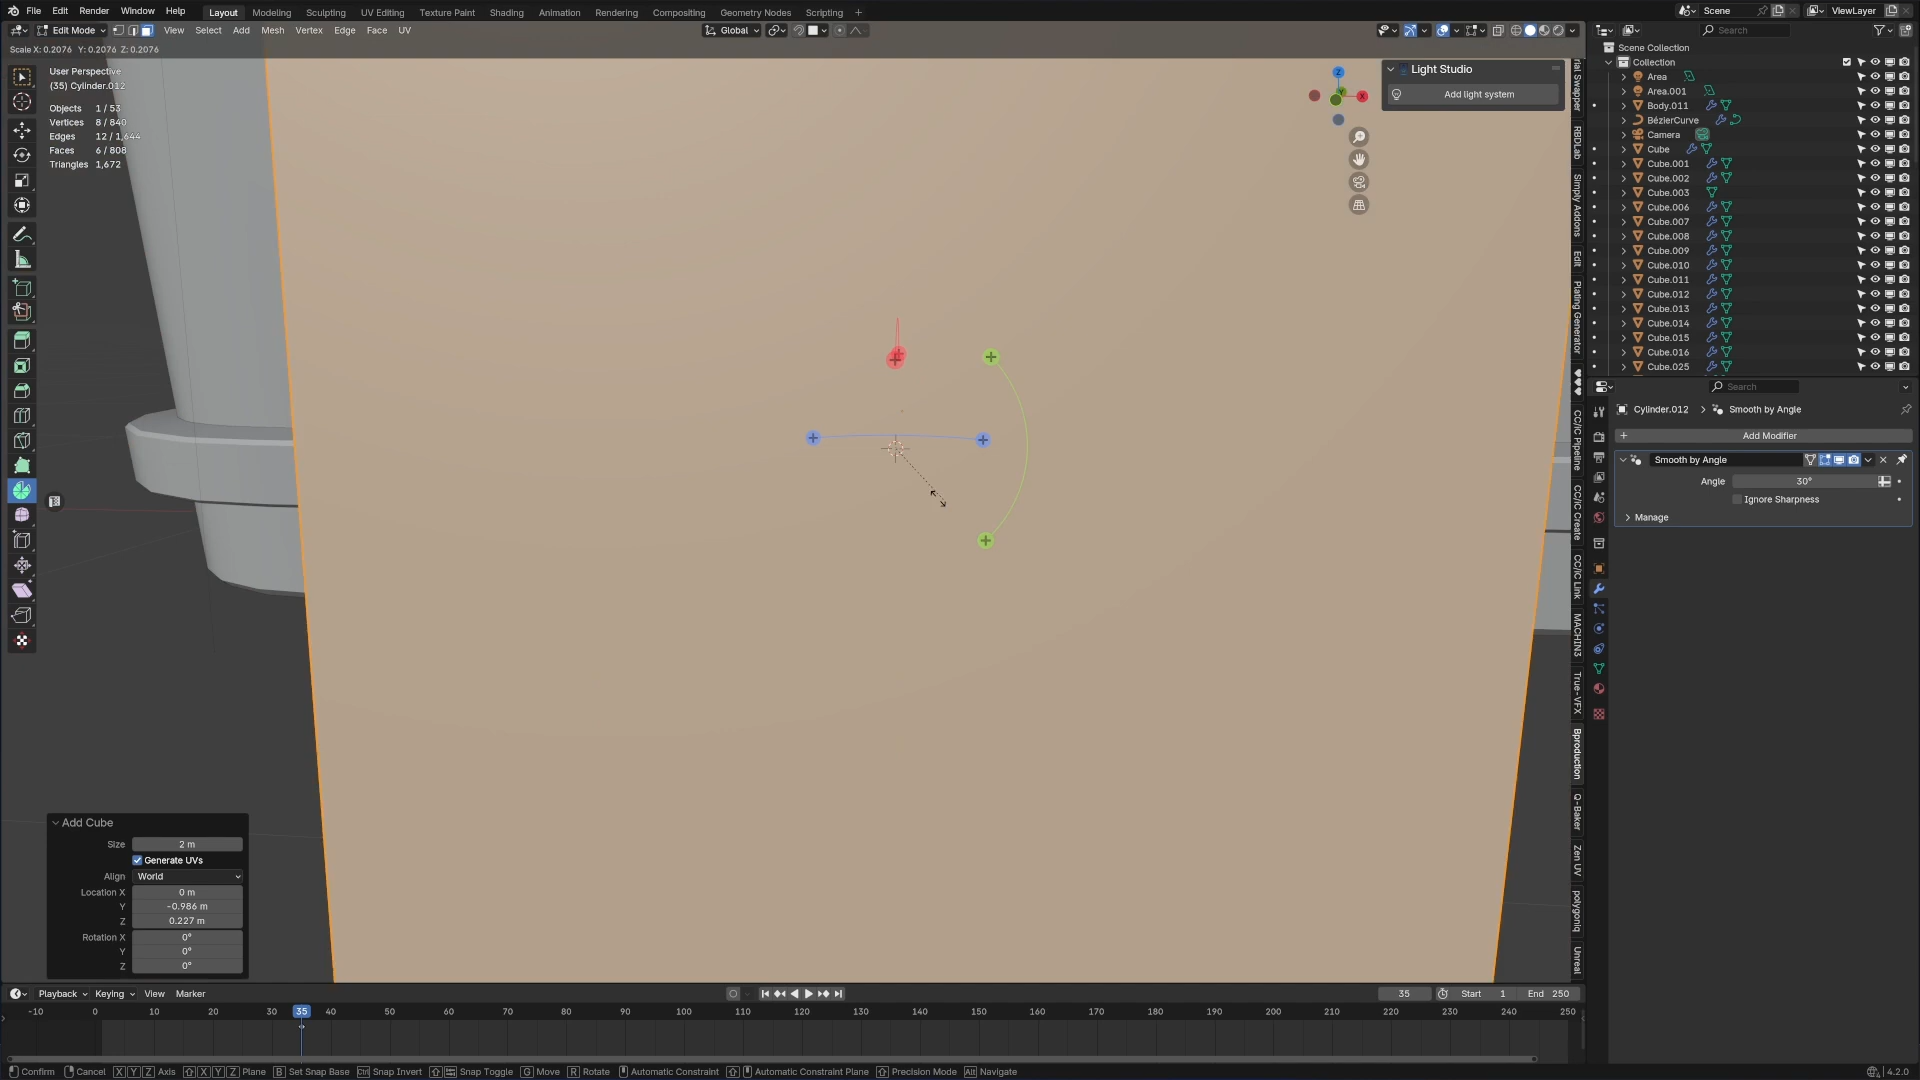 File Edit Render Window Help Layout Modeling Sculpting UV Editing Texture Paint Shading Animation Rendering Compositing Geometry Nodes Scripting + Scene ViewLayer
Edit Mode View Select Add Mesh Vertex Edge Face UV Global Search
Scale X: 0.2076 Y: 0.2076 Z: 0.2076
User Perspective
(35) Cylinder.012
Objects 1 / 53
Vertices 8 / 840
Edges 12 / 1,644
Faces 6 / 808
Triangles 1,672
Z
X
Light Studio
Add light system
RBDLab
Simply Addons
Edit
Plating Generator
CC/iC Pipeline
CC/iC Create
CC/iC Link
MACHIN3
True-VFX
Bproduction
Q-Baker
Zen UV
polygoniq
Unreal
Scene Collection
Collection
Area
Area.001
Body.011
BézierCurve
Camera
Cube
Cube.001
Cube.002
Cube.003
Cube.006
Cube.007
Cube.008
Cube.009
Cube.010
Cube.011
Cube.012
Cube.013
Cube.014
Cube.015
Cube.016
Cube.025
Search
Cylinder.012 Smooth by Angle
Add Modifier
Smooth by Angle
Angle 30°
Ignore Sharpness
Manage
Add Cube
Size 2 m
Generate UVs
Align World
Location X 0 m
Y -0.986 m
Z 0.227 m
Rotation X 0°
Y 0°
Z 0°
Playback Keying View Marker 35 Start 1 End 250
-10 0 10 20 30 35 40 50 60 70 80 90 100 110 120 130 140 150 160 170 180 190 200 210 220 230 240 250
Confirm Cancel X Y Z Axis X Y Z Plane B Set Snap Base Ctrl Snap Invert Snap Toggle G Move R Rotate Automatic Constraint Automatic Constraint Plane Precision Mode Alt Navigate 4.2.0